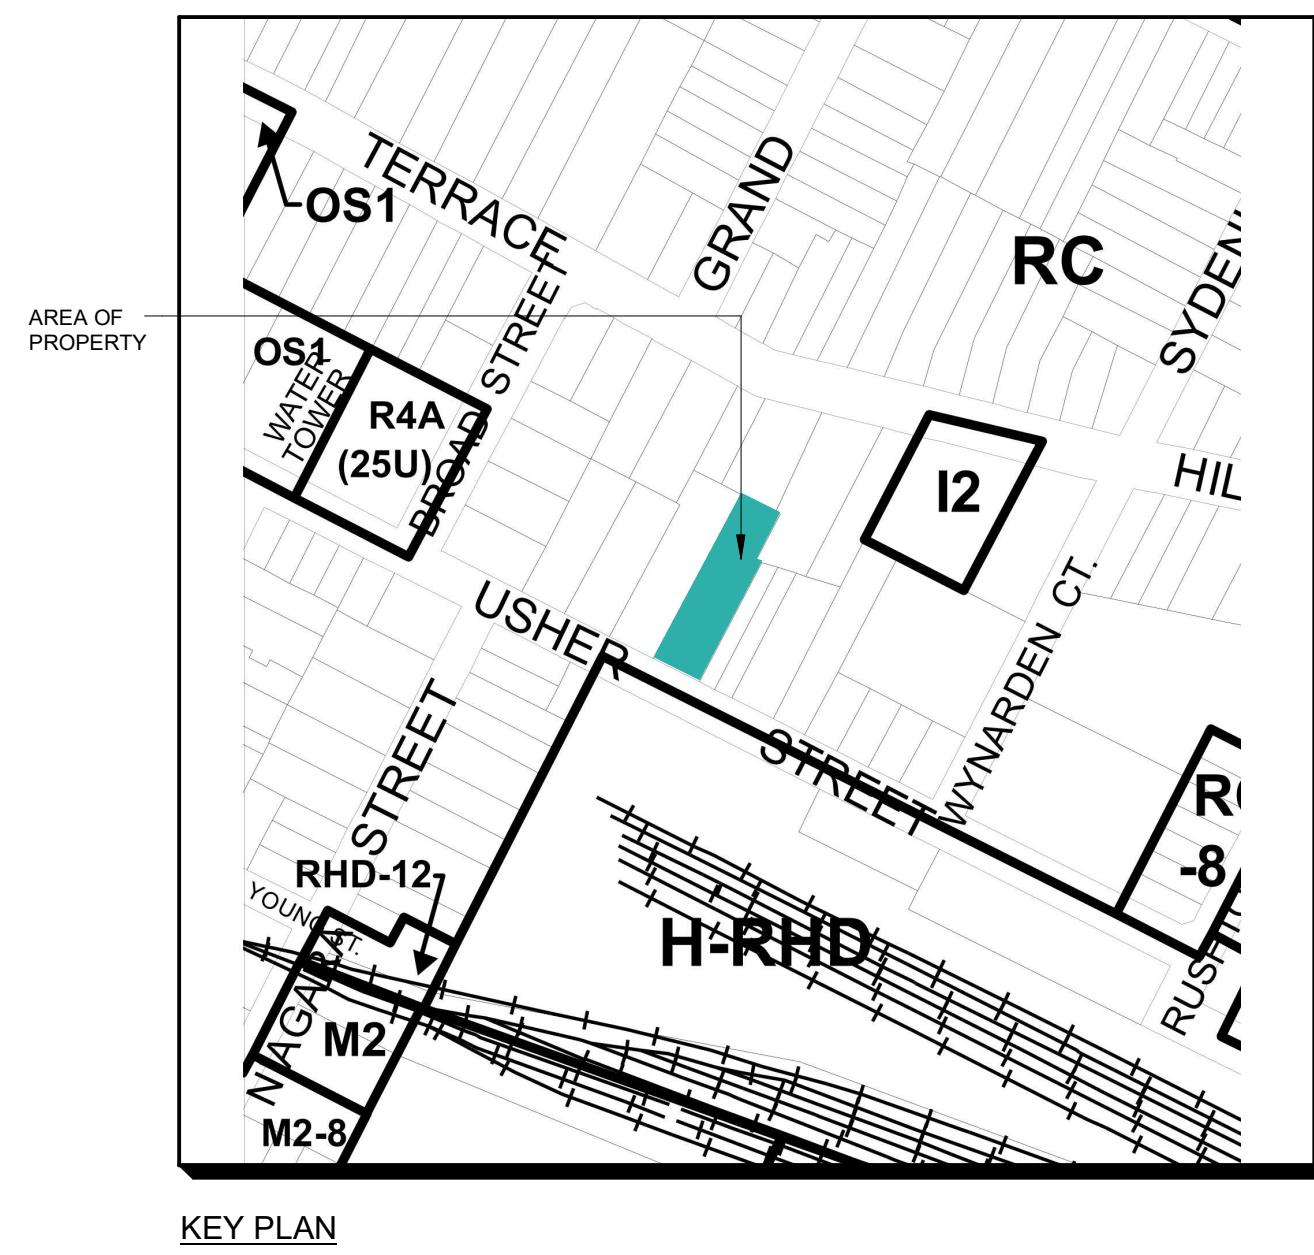 TERRACE
GRAND
OS1
RC
SYDEN
AREA OF
PROPERTY
OS1
WATER
TOWER
R4A
(25U)
BROAD STREET
I2
HIL
USHER STREET
WYNARDEN CT.
STREET
RHD-12
YOUNG ST.
H-RHD
-8
M2
M2-8
KEY PLAN